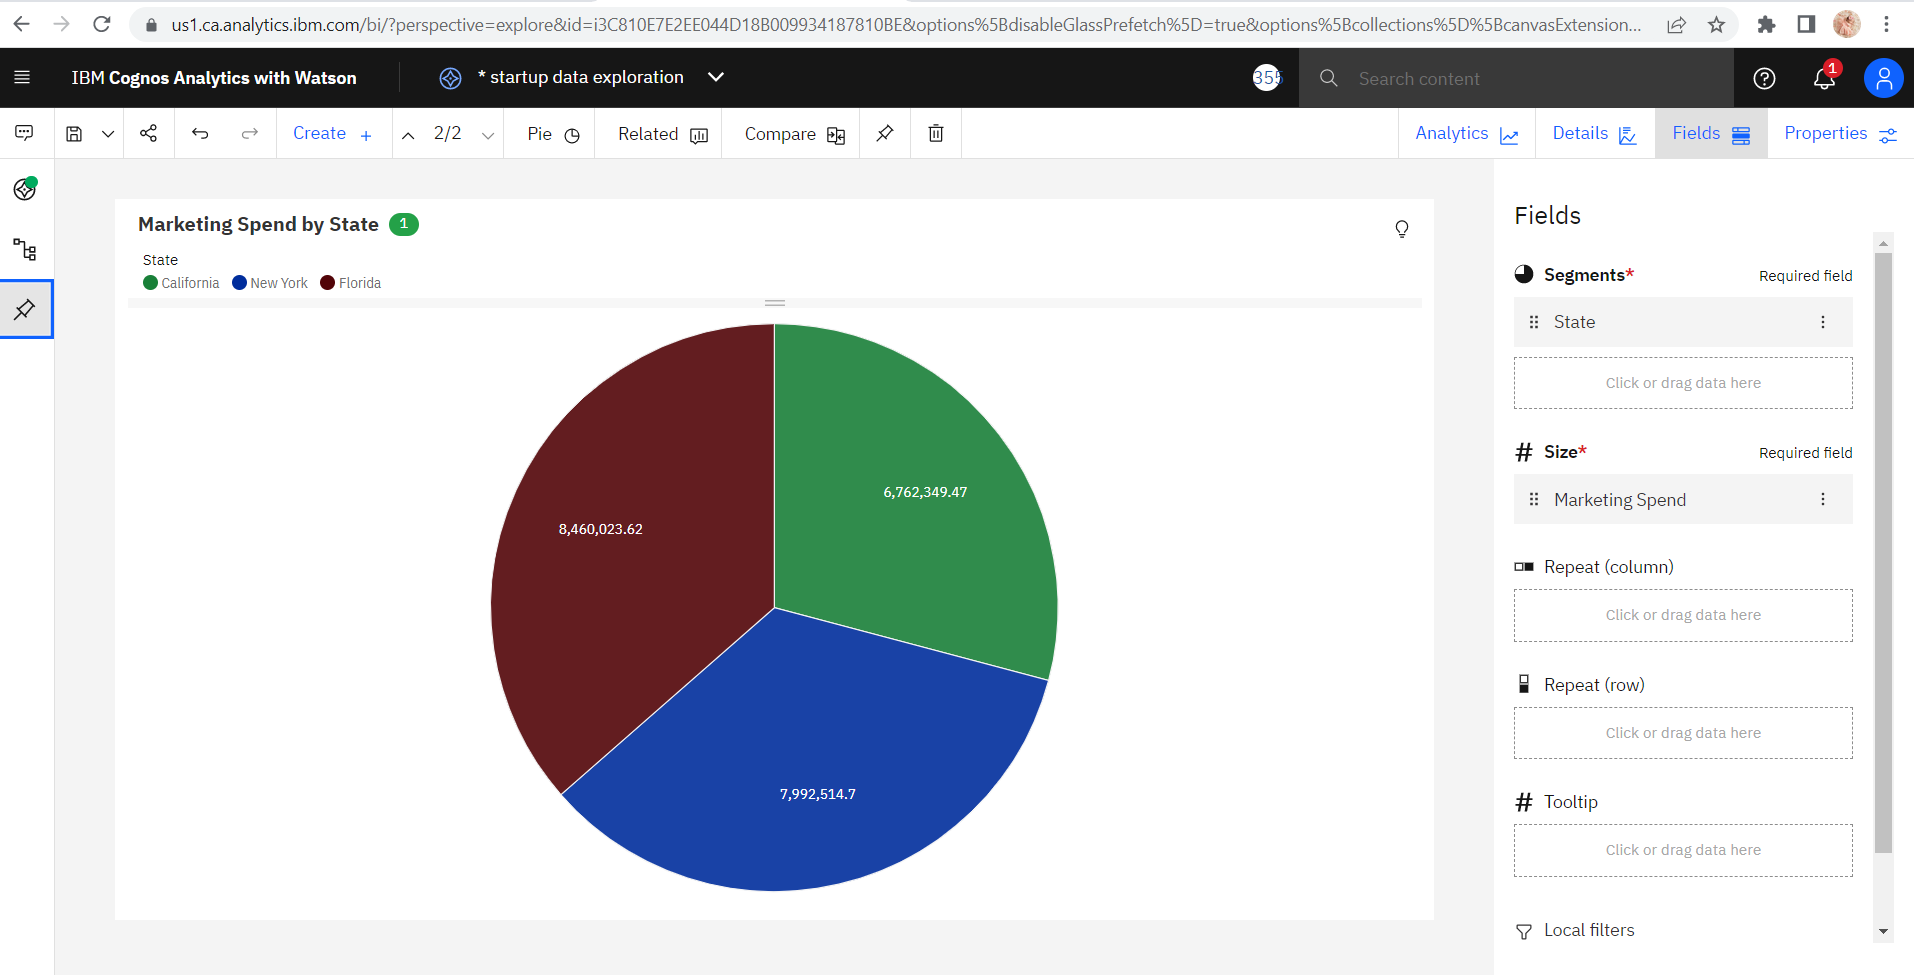 us1.ca.analytics.ibm.com/bi/?perspective=explore&id=i3C810E7E2EE044D18B009934187810BE&options%5BdisableGlassPrefetch%5D=true&options%5Bcollections%5D%5BcanvasExtension...
IBM Cognos Analytics with Watson
* startup data exploration
355
Search content
1
Create +
2/2
Pie
Related
Compare
Analytics
Details
Fields
Properties
Marketing Spend by State 1
State
California New York Florida
6,762,349.47
8,460,023.62
7,992,514.7
Fields
Segments* Required field
State
Click or drag data here
# Size* Required field
Marketing Spend
Repeat (column)
Click or drag data here
Repeat (row)
Click or drag data here
# Tooltip
Click or drag data here
Local filters